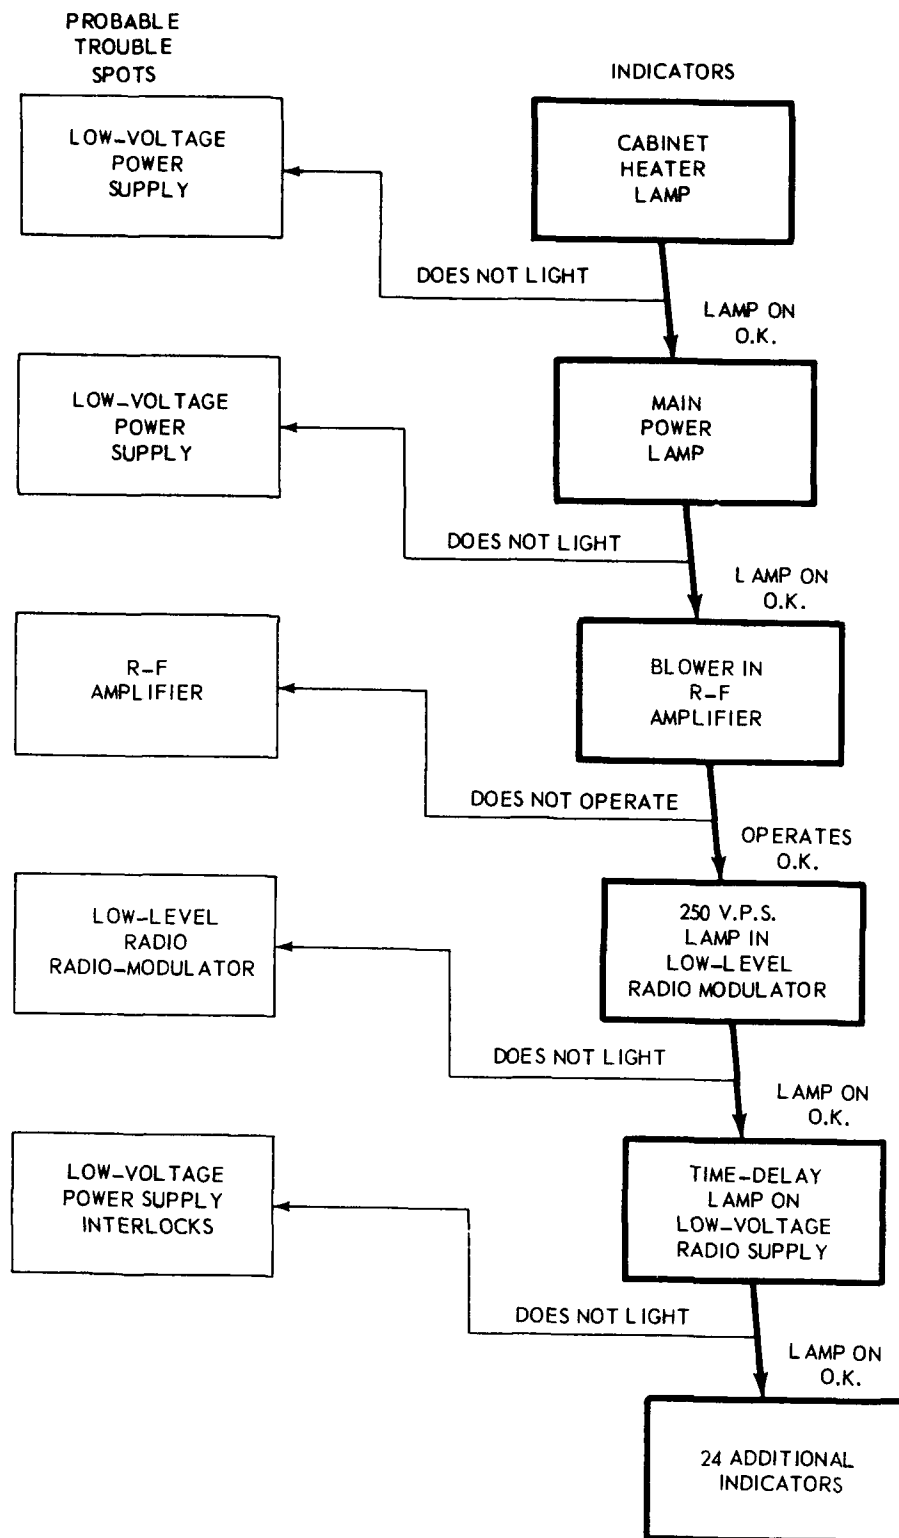 PROBABLE
TROUBLE
SPOTS
INDICATORS
LOW–VOLTAGE
POWER
SUPPLY
CABINET
HEATER
LAMP
DOES NOT LIGHT
LAMP ON
O.K.
LOW–VOLTAGE
POWER
SUPPLY
MAIN
POWER
LAMP
DOES NOT LIGHT
LAMP ON
O.K.
R–F
AMPLIFIER
BLOWER IN
R–F
AMPLIFIER
DOES NOT OPERATE
OPERATES
O.K.
LOW–LEVEL
RADIO
RADIO–MODULATOR
250 V.P.S.
LAMP IN
LOW–LEVEL
RADIO MODULATOR
DOES NOT LIGHT
LAMP ON
O.K.
LOW–VOLTAGE
POWER SUPPLY
INTERLOCKS
TIME–DELAY
LAMP ON
LOW–VOLTAGE
RADIO SUPPLY
DOES NOT LIGHT
LAMP ON
O.K.
24 ADDITIONAL
INDICATORS